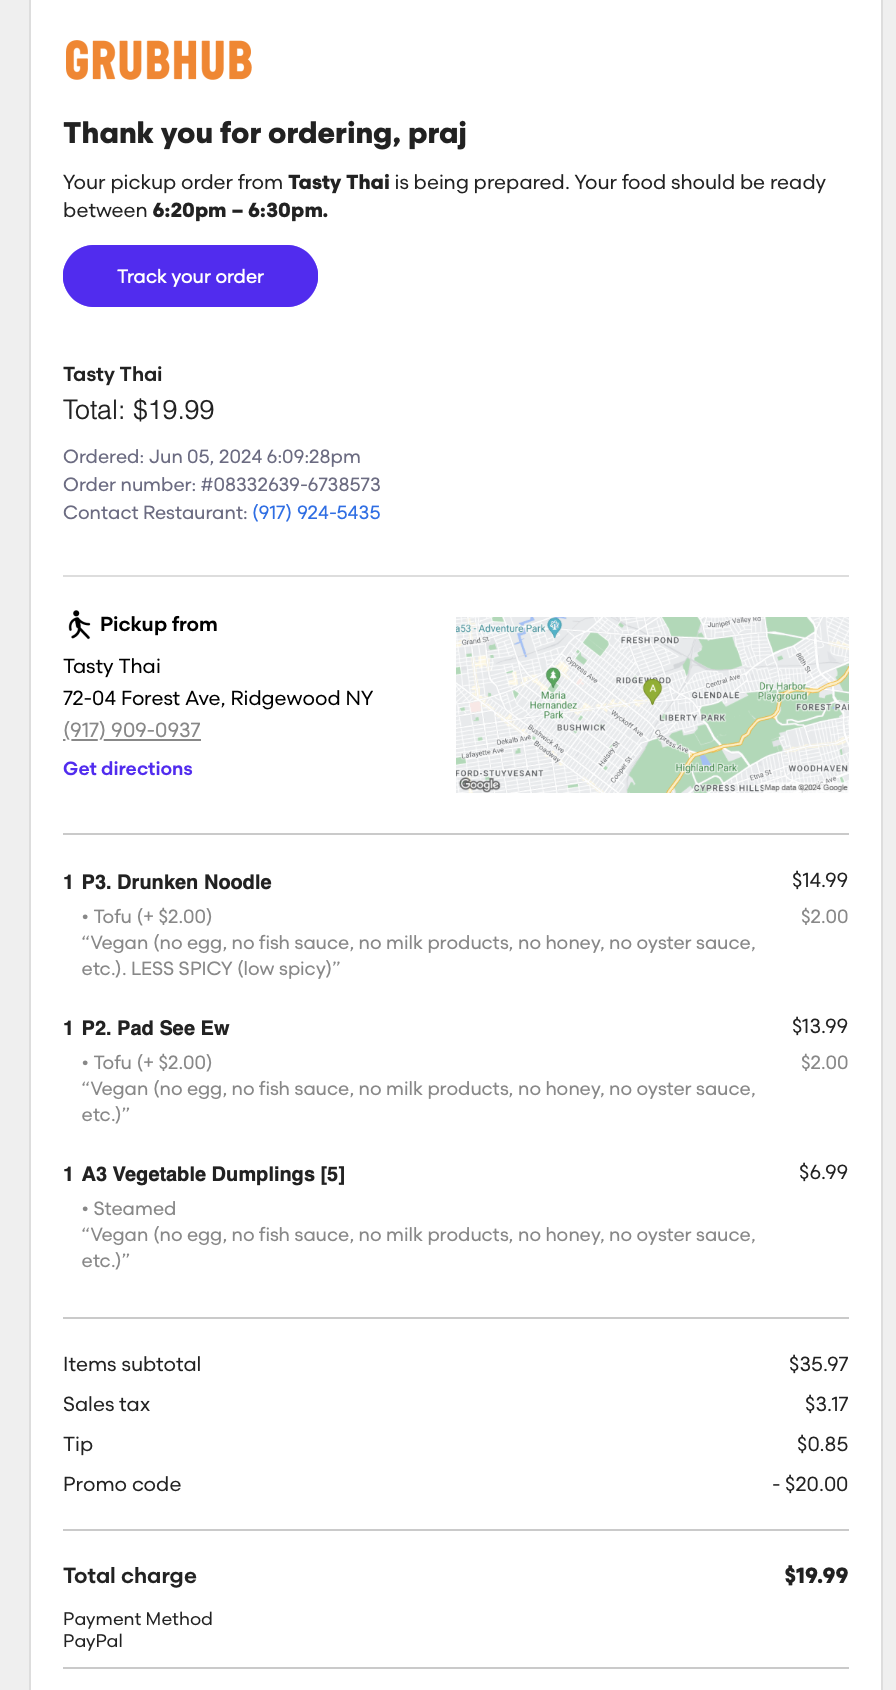 GRUBHUB
Thank you for ordering, praj
Your pickup order from Tasty Thai is being prepared. Your food should be ready
between 6:20pm – 6:30pm.
Track your order
Tasty Thai
Total: $19.99
Ordered: Jun 05, 2024 6:09:28pm
Order number: #08332639-6738573
Contact Restaurant: (917) 924-5435
Pickup from
Tasty Thai
72-04 Forest Ave, Ridgewood NY
(917) 909-0937
Get directions
a53 - Adventure Park
Grand St
Juniper Valley Rd
FRESH POND
Cypress Ave
RIDGEWOOD
A
80th St
Central Ave
GLENDALE
Dry Harbor
Playground
Maria
Hernandez
Park
FOREST PA
LIBERTY PARK
BUSHWICK
Wyckoff Ave
Bushwick Ave
Broadway
Dekalb Ave
Lafayette Ave
Halsey St
Cooper St
Cypress Ave
Highland Park
WOODHAVEN
FORD-STUYVESANT
Etna St
Ave
CYPRESS HILLS
Google
Map data ©2024 Google
1 P3. Drunken Noodle $14.99
• Tofu (+ $2.00) $2.00
“Vegan (no egg, no fish sauce, no milk products, no honey, no oyster sauce,
etc.). LESS SPICY (low spicy)”
1 P2. Pad See Ew $13.99
• Tofu (+ $2.00) $2.00
“Vegan (no egg, no fish sauce, no milk products, no honey, no oyster sauce,
etc.)”
1 A3 Vegetable Dumplings [5] $6.99
• Steamed
“Vegan (no egg, no fish sauce, no milk products, no honey, no oyster sauce,
etc.)”
Items subtotal $35.97
Sales tax $3.17
Tip $0.85
Promo code - $20.00
Total charge $19.99
Payment Method
PayPal